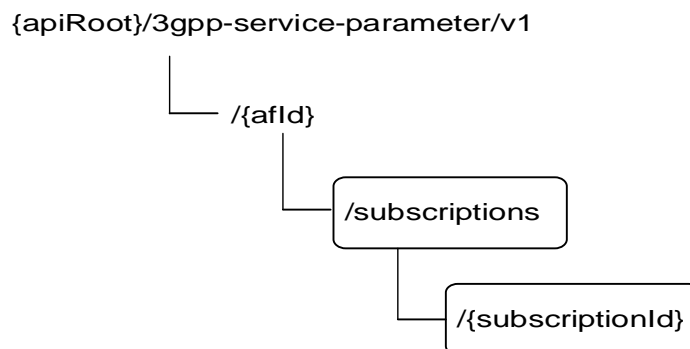 {apiRoot}/3gpp-service-parameter/v1
/{afId}
/subscriptions
/{subscriptionId}